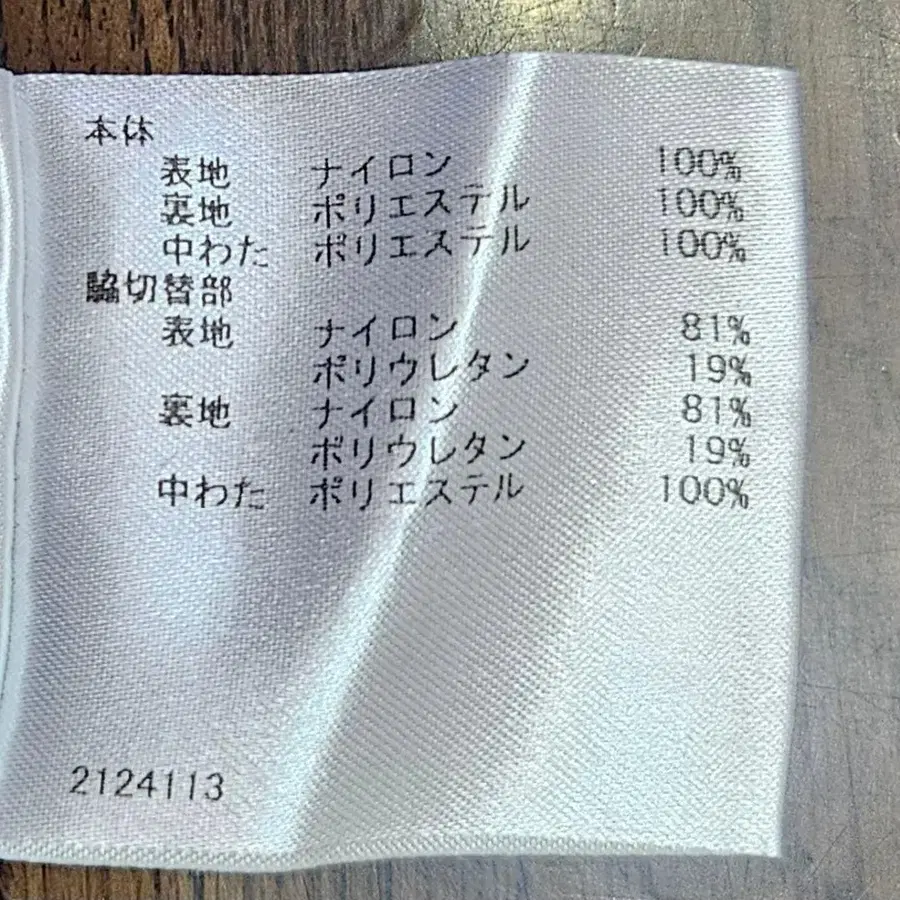 本体
表地 ナイロン 100%
裏地 ポリエステル 100%
中わた ポリエステル 100%
脇切替部
表地 ナイロン 81%
ポリウレタン 19%
裏地 ナイロン 81%
ポリウレタン 19%
中わた ポリエステル 100%
2124113